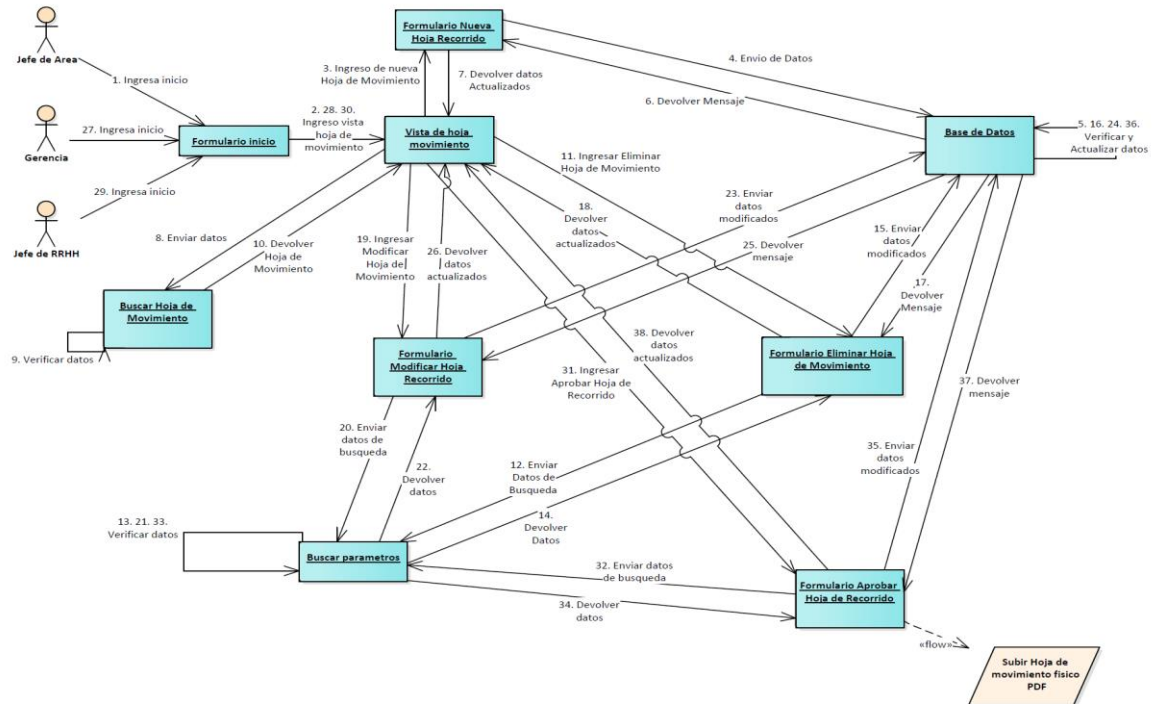 Jefe de Area
Gerencia
Jefe de RRHH
1. Ingresa inicio
27. Ingresa inicio
29. Ingresa inicio
Formulario inicio
2. 28. 30.
Ingreso vista
hoja de
movimiento
Formulario Nueva
Hoja Recorrido
3. Ingreso de nueva
Hoja de Movimiento
7. Devolver datos
Actualizados
Vista de hoja
movimiento
4. Envio de Datos
6. Devolver Mensaje
Base de Datos
5. 16. 24. 36.
Verificar y
Actualizar datos
11. Ingresar Eliminar
Hoja de Movimiento
8. Enviar datos
10. Devolver
Hoja de
Movimiento
19. Ingresar
Modificar
Hoja de
Movimiento
26. Devolver
datos
actualizados
18.
Devolver
datos
actualizados
23. Enviar
datos
modificados
25. Devolver
mensaje
15. Enviar
datos
modificados
17.
Devolver
Mensaje
Buscar Hoja de
Movimiento
9. Verificar datos
Formulario
Modificar Hoja
Recorrido
38. Devolver
datos
actualizados
31. Ingresar
Aprobar Hoja de
Recorrido
Formulario Eliminar Hoja
de Movimiento
37. Devolver
mensaje
20. Enviar
datos de
busqueda
22.
Devolver
datos
12. Enviar
Datos de
Busqueda
14.
Devolver
Datos
35. Enviar
datos
modificados
13. 21. 33.
Verificar datos
Buscar parametros
32. Enviar datos
de busqueda
34. Devolver
datos
Formulario Aprobar
Hoja de Recorrido
«flow»
Subir Hoja de
movimiento fisico
PDF